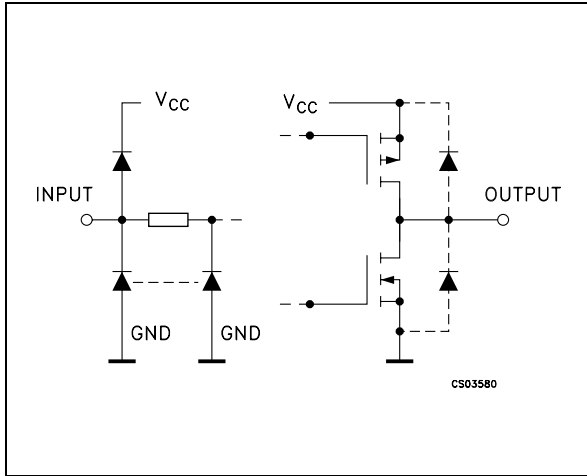 VCC
VCC
INPUT
OUTPUT
GND
GND
CS03580